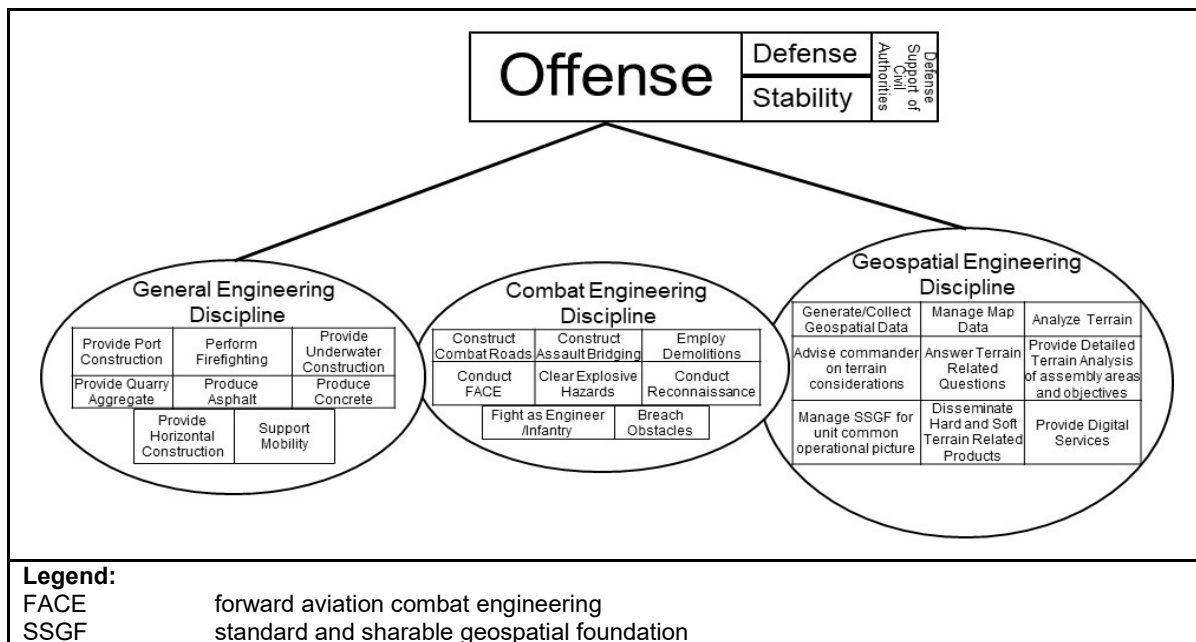 Offense
Defense
Stability
Defense
Support of
Civil
Authorities
General Engineering
Discipline
Provide Port
Construction
Perform
Firefighting
Provide
Underwater
Construction
Provide Quarry
Aggregate
Produce
Asphalt
Produce
Concrete
Provide
Horizontal
Construction
Support
Mobility
Combat Engineering
Discipline
Construct
Combat Roads
Construct
Assault Bridging
Employ
Demolitions
Conduct
FACE
Clear Explosive
Hazards
Conduct
Reconnaissance
Fight as Engineer
/Infantry
Breach
Obstacles
Geospatial Engineering
Discipline
Generate/Collect
Geospatial Data
Manage Map
Data
Analyze Terrain
Advise commander
on terrain
considerations
Answer Terrain
Related
Questions
Provide Detailed
Terrain Analysis
of assembly areas
and objectives
Manage SSGF for
unit common
operational picture
Disseminate
Hard and Soft
Terrain Related
Products
Provide Digital
Services
Legend:
FACE forward aviation combat engineering
SSGF standard and sharable geospatial foundation